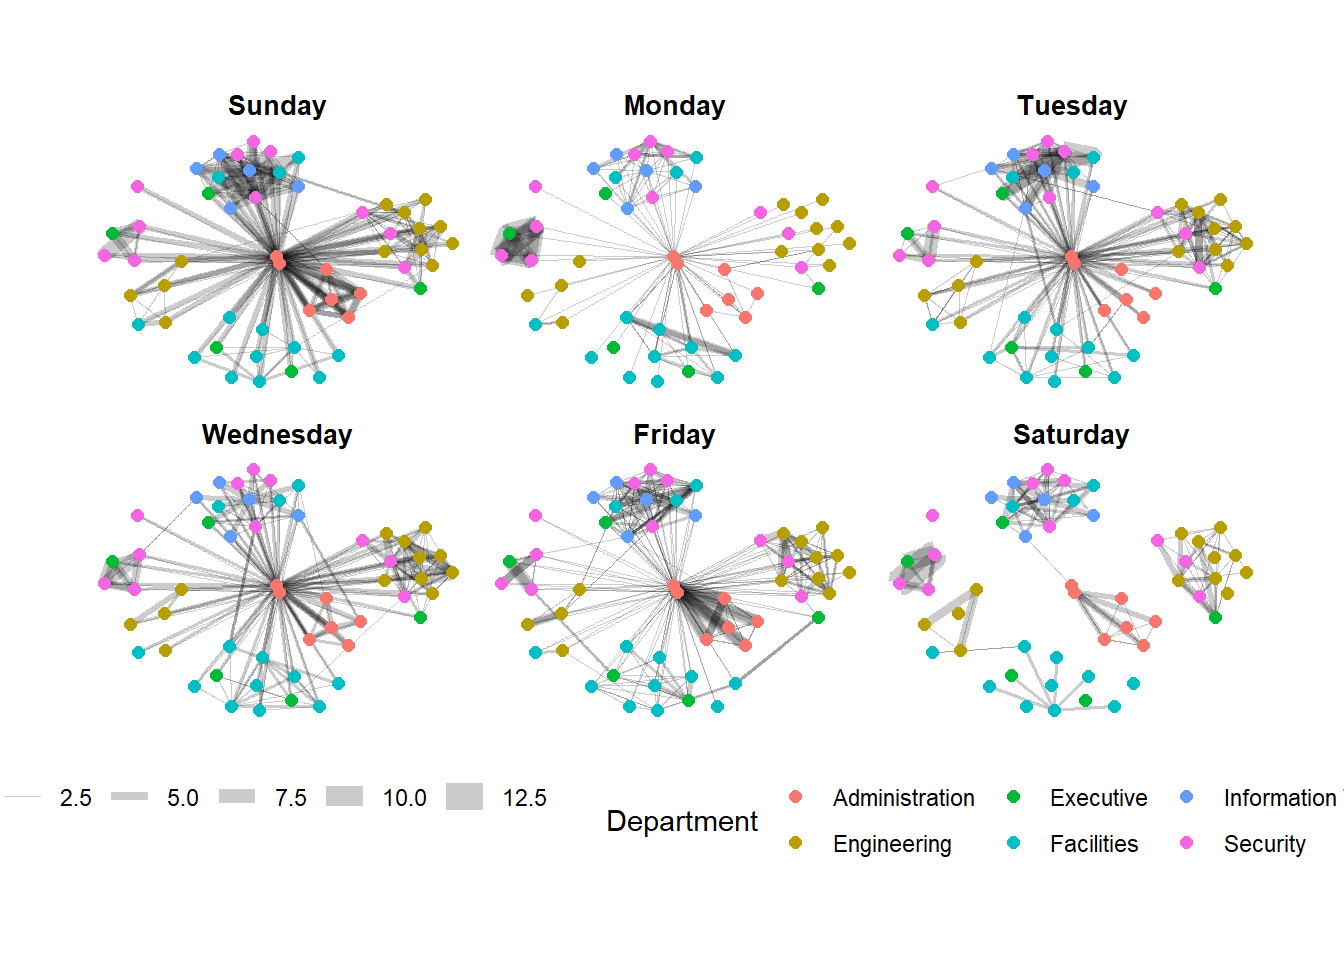 Sunday Monday Tuesday
Wednesday Friday Saturday
2.5 5.0 7.5 10.0 12.5
Department
Administration Executive Information
Engineering Facilities Security